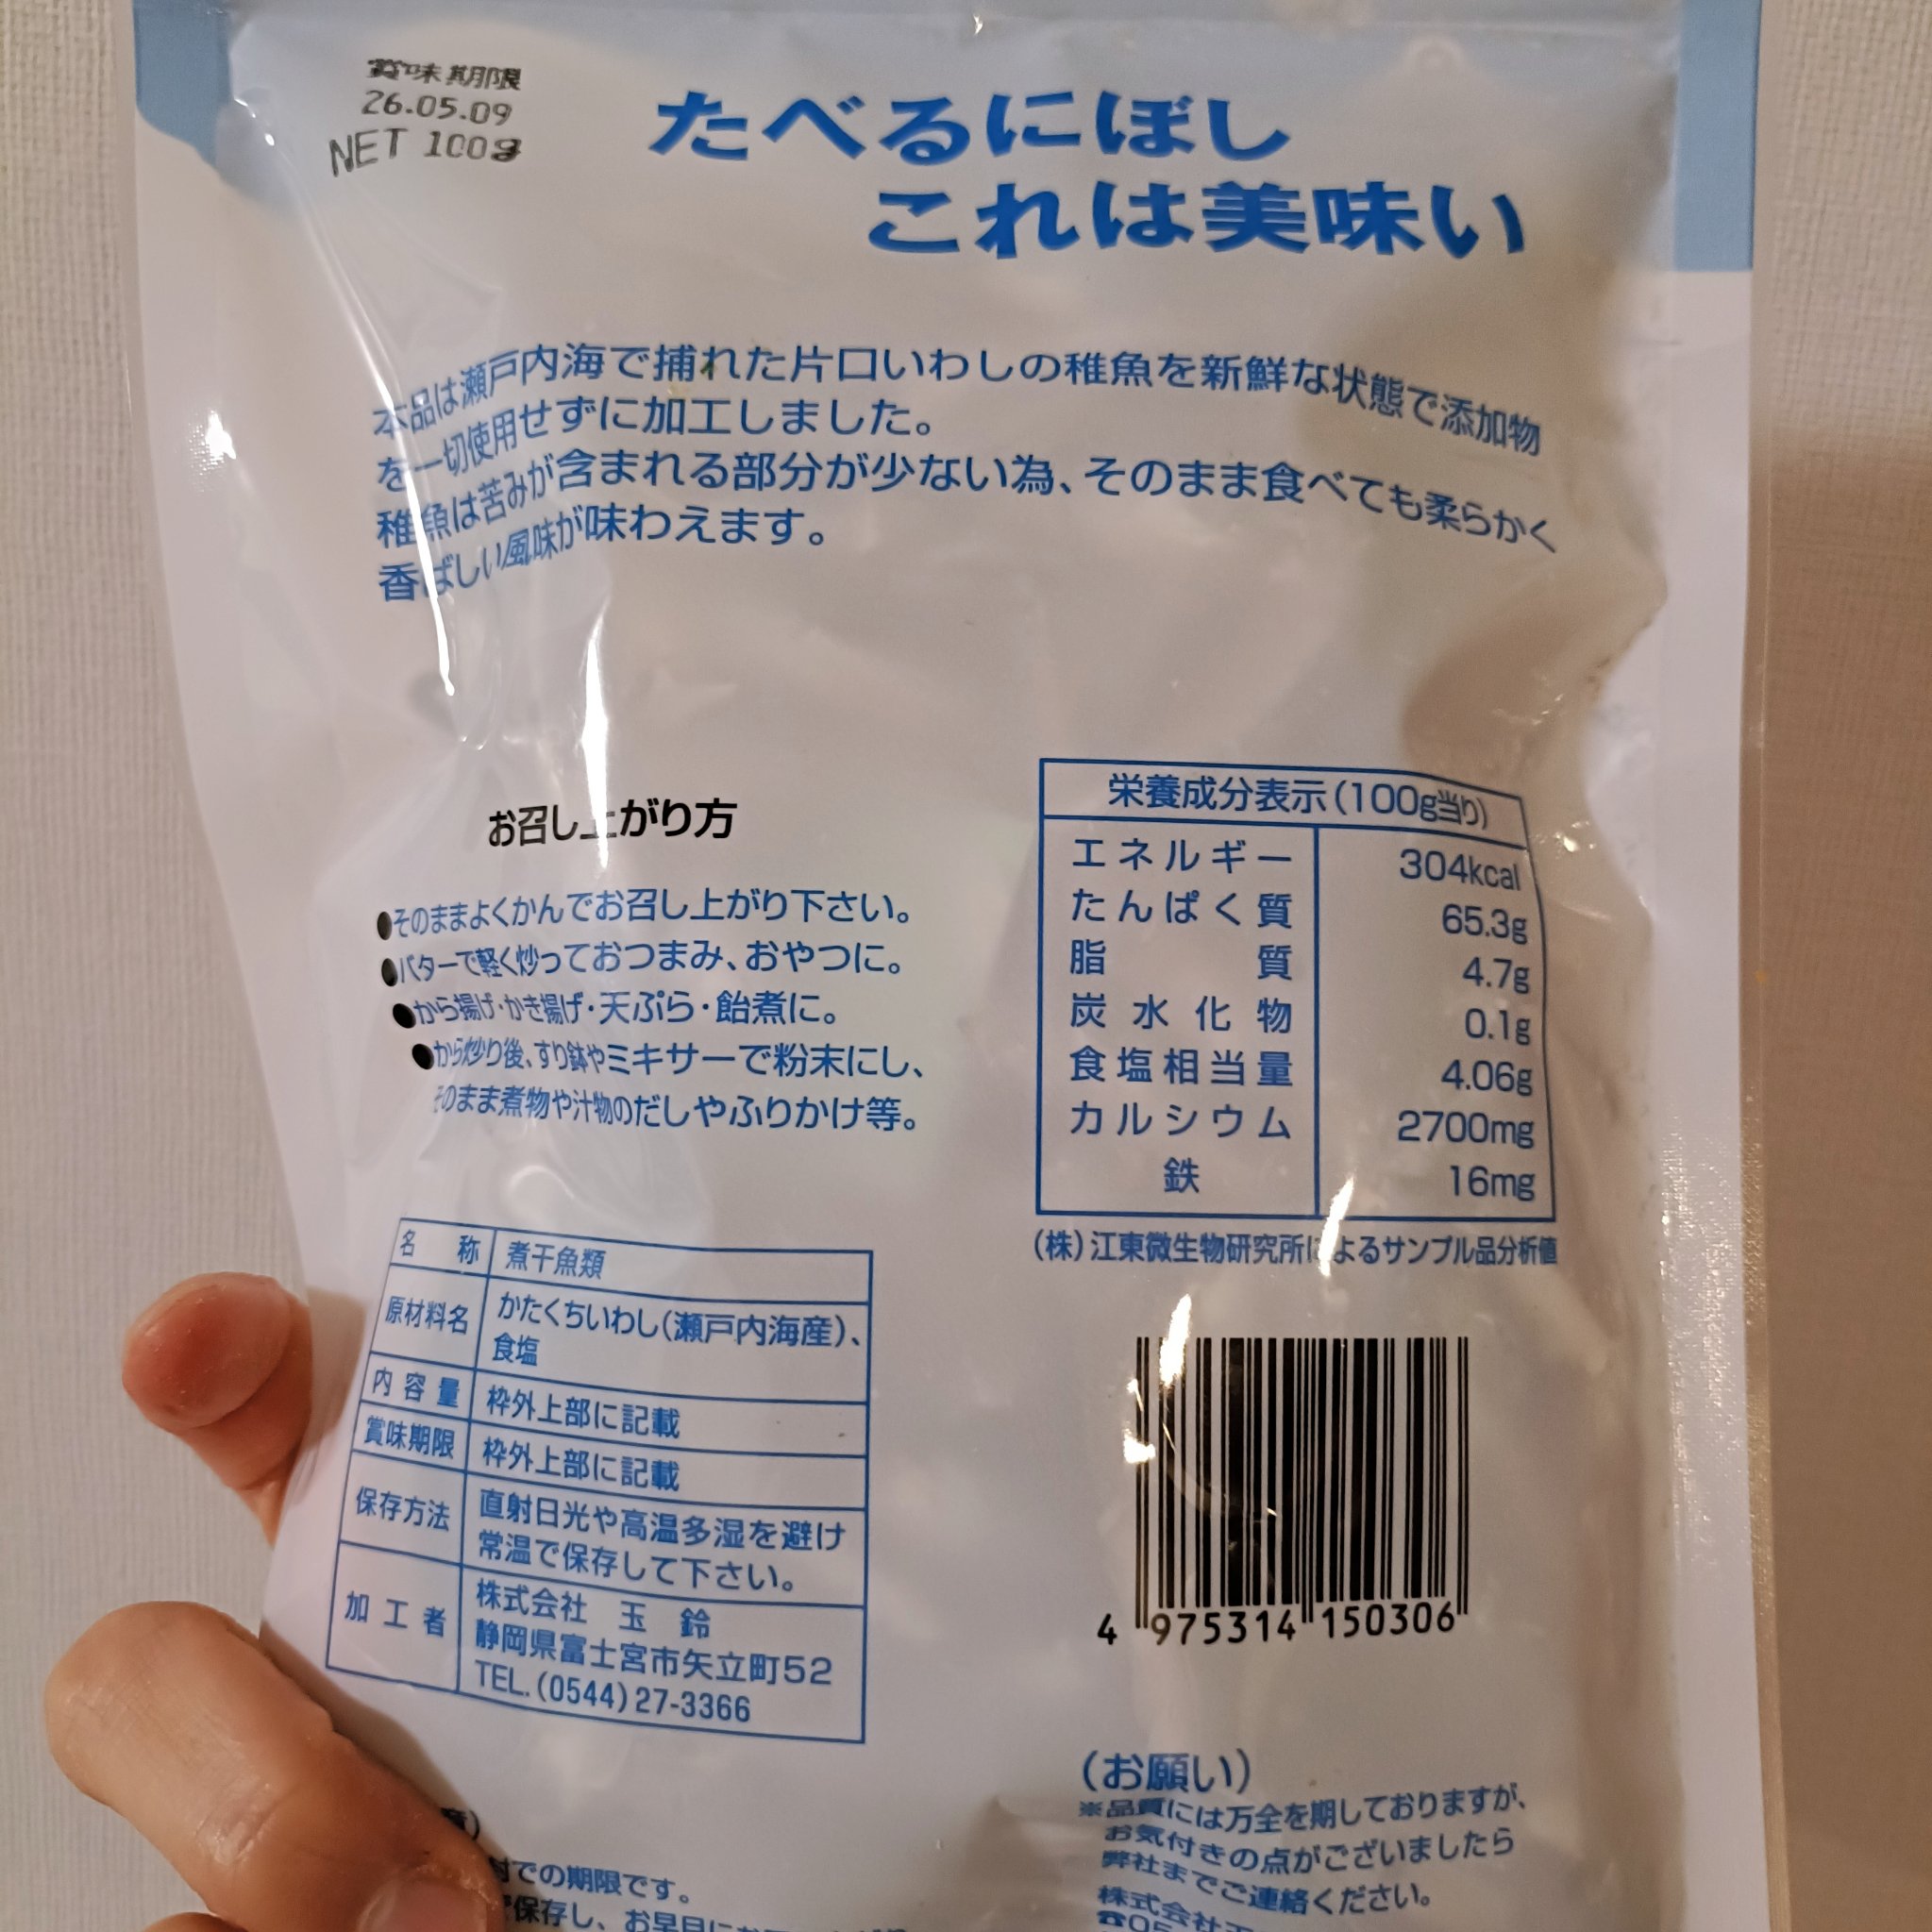 賞味期限
26.05.09
NET 100g
たべるにぼし
これは美味い
本品は瀬戸内海で捕れた片口いわしの稚魚を新鮮な状態で添加物
を一切使用せずに加工しました。
稚魚は苦みが含まれる部分が少ない為、そのまま食べても柔らかく
香ばしい風味が味わえます。
お召し上がり方
●そのままよくかんでお召し上がり下さい。
●バターで軽く炒っておつまみ、おやつに。
●から揚げ・かき揚げ・天ぷら・飴煮に。
●から炒り後、すり鉢やミキサーで粉末にし、
そのまま煮物や汁物のだしやふりかけ等。
栄養成分表示(100g当り)
エネルギー 304kcal
たんぱく質 65.3g
脂質 4.7g
炭水化物 0.1g
食塩相当量 4.06g
カルシウム 2700mg
鉄 16mg
(株)江東微生物研究所によるサンプル品分析値
名称 煮干魚類
原材料名 かたくちいわし(瀬戸内海産)、
食塩
内容量 枠外上部に記載
賞味期限 枠外上部に記載
保存方法 直射日光や高温多湿を避け
常温で保存して下さい。
加工者 株式会社 玉鈴
静岡県富士宮市矢立町52
TEL.(0544)27-3366
4 975314 150306
(お願い)
※品質には万全を期しておりますが、
お気付きの点がございましたら
弊社までご連絡ください。
株式会社
での期限です。
保存し、お早目に